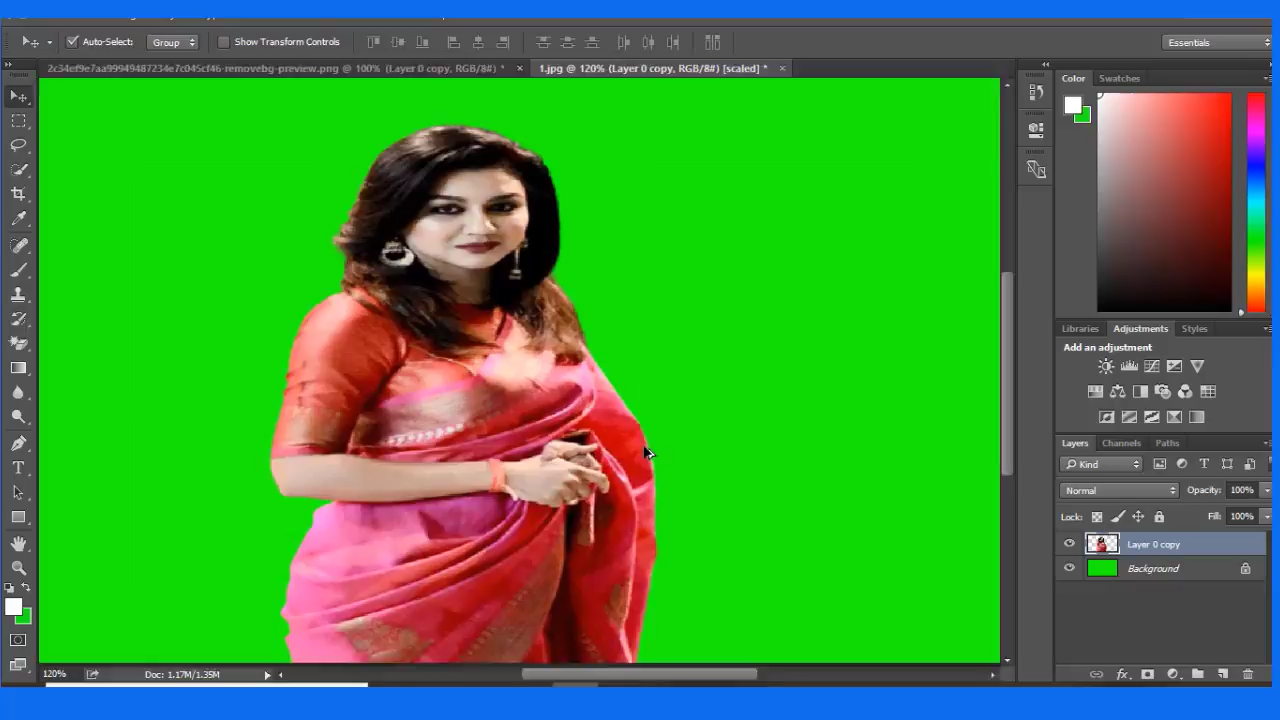 Auto-Select: Group Show Transform Controls Essentials
2c34ef9e7aa99949487234e7c045cf46-removebg-preview.png @ 100% (Layer 0 copy, RGB/8#) * × 1.jpg @ 120% (Layer 0 copy, RGB/8#) [scaled] * ×
Color Swatches
Libraries Adjustments Styles
Add an adjustment
Layers Channels Paths
Kind
Normal Opacity: 100%
Lock: Fill: 100%
Layer 0 copy
Background
120% Doc: 1.17M/1.35M